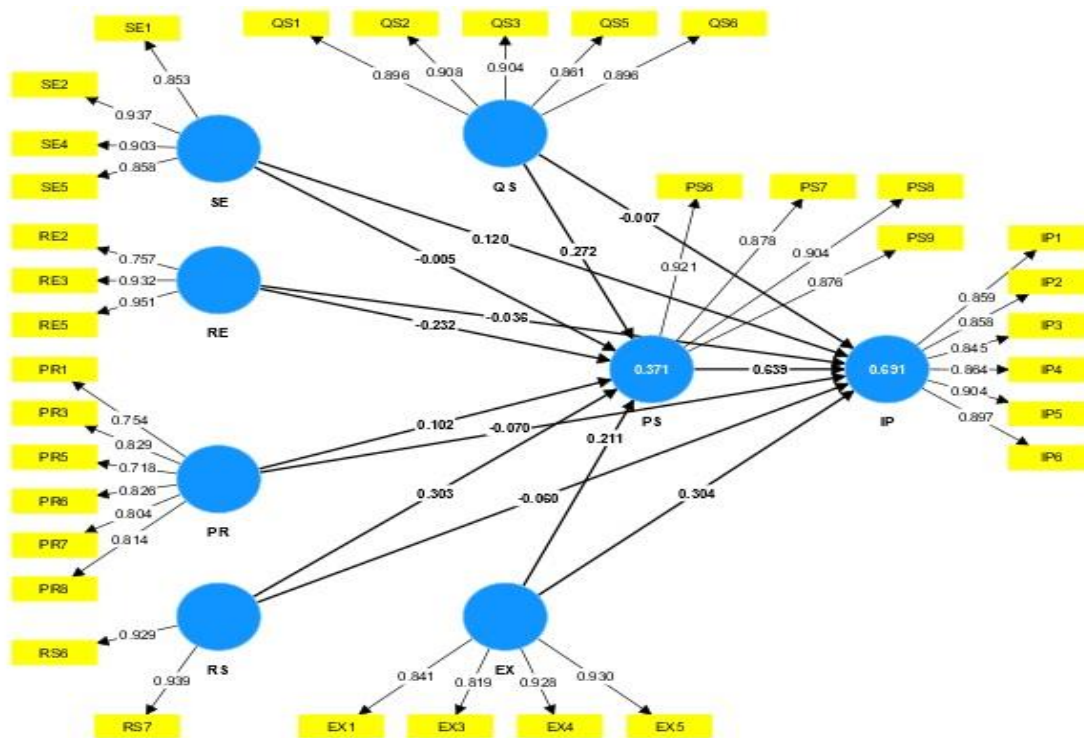 SE1
QS1
QS2
QS3
QS5
QS6
0.853
0.896
0.908
0.904
0.861
0.896
SE2
0.937
SE4
0.903
SE5
0.858
SE
QS
PS6
PS7
PS8
PS9
-0.007
0.120
0.272
-0.005
0.921
0.878
0.904
0.876
RE2
0.757
RE3
0.932
RE5
0.951
RE
-0.036
-0.232
IP1
IP2
IP3
IP4
IP5
IP6
0.859
0.858
0.845
0.864
0.904
0.897
0.371
0.639
0.691
PS
IP
PR1
PR3
PR5
PR6
PR7
PR8
0.754
0.829
0.718
0.826
0.804
0.814
PR
0.102
-0.070
0.211
0.303
-0.060
0.304
RS6
0.929
0.939
RS
RS7
EX
0.841
0.819
0.928
0.930
EX1
EX3
EX4
EX5